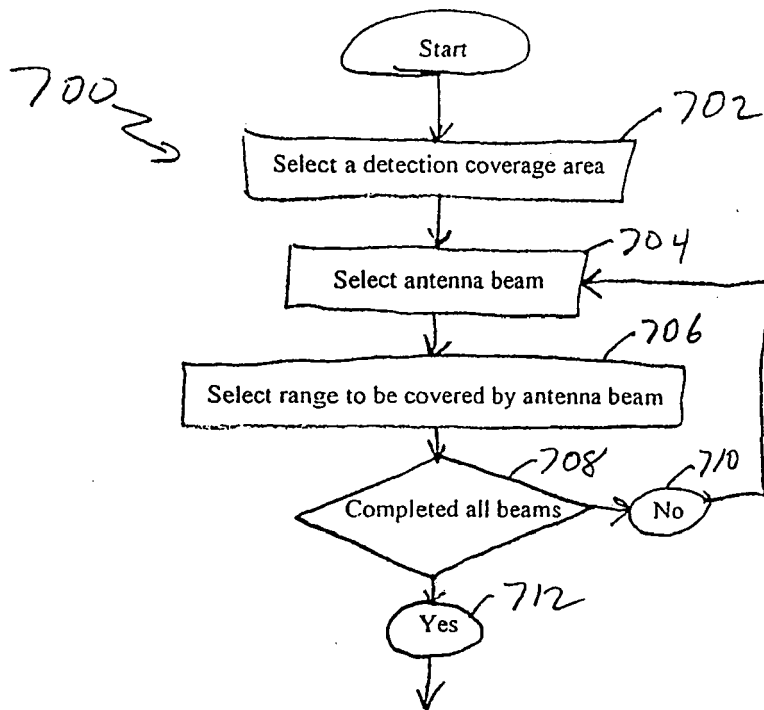 Start
700
702
Select a detection coverage area
704
Select antenna beam
706
Select range to be covered by antenna beam
708
710
Completed all beams
No
712
Yes